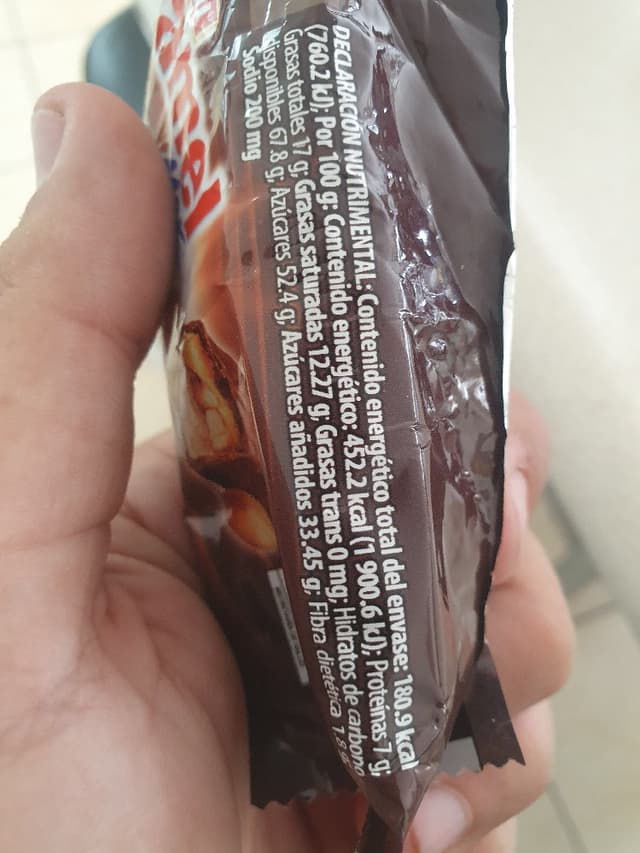 DECLARACIÓN NUTRIMENTAL: Contenido energético total del envase: 180.9 kcal
(760.2 kJ); Por 100 g: Contenido energético: 452.2 kcal (1 900.6 kJ); Proteínas 7 g;
Grasas totales 17 g; Grasas saturadas 12.27 g; Grasas trans 0 mg; Hidratos de carbono
disponibles 67.8 g; Azúcares 52.4 g; Azúcares añadidos 33.45 g; Fibra dietética 1.8 g;
Sodio 200 mg